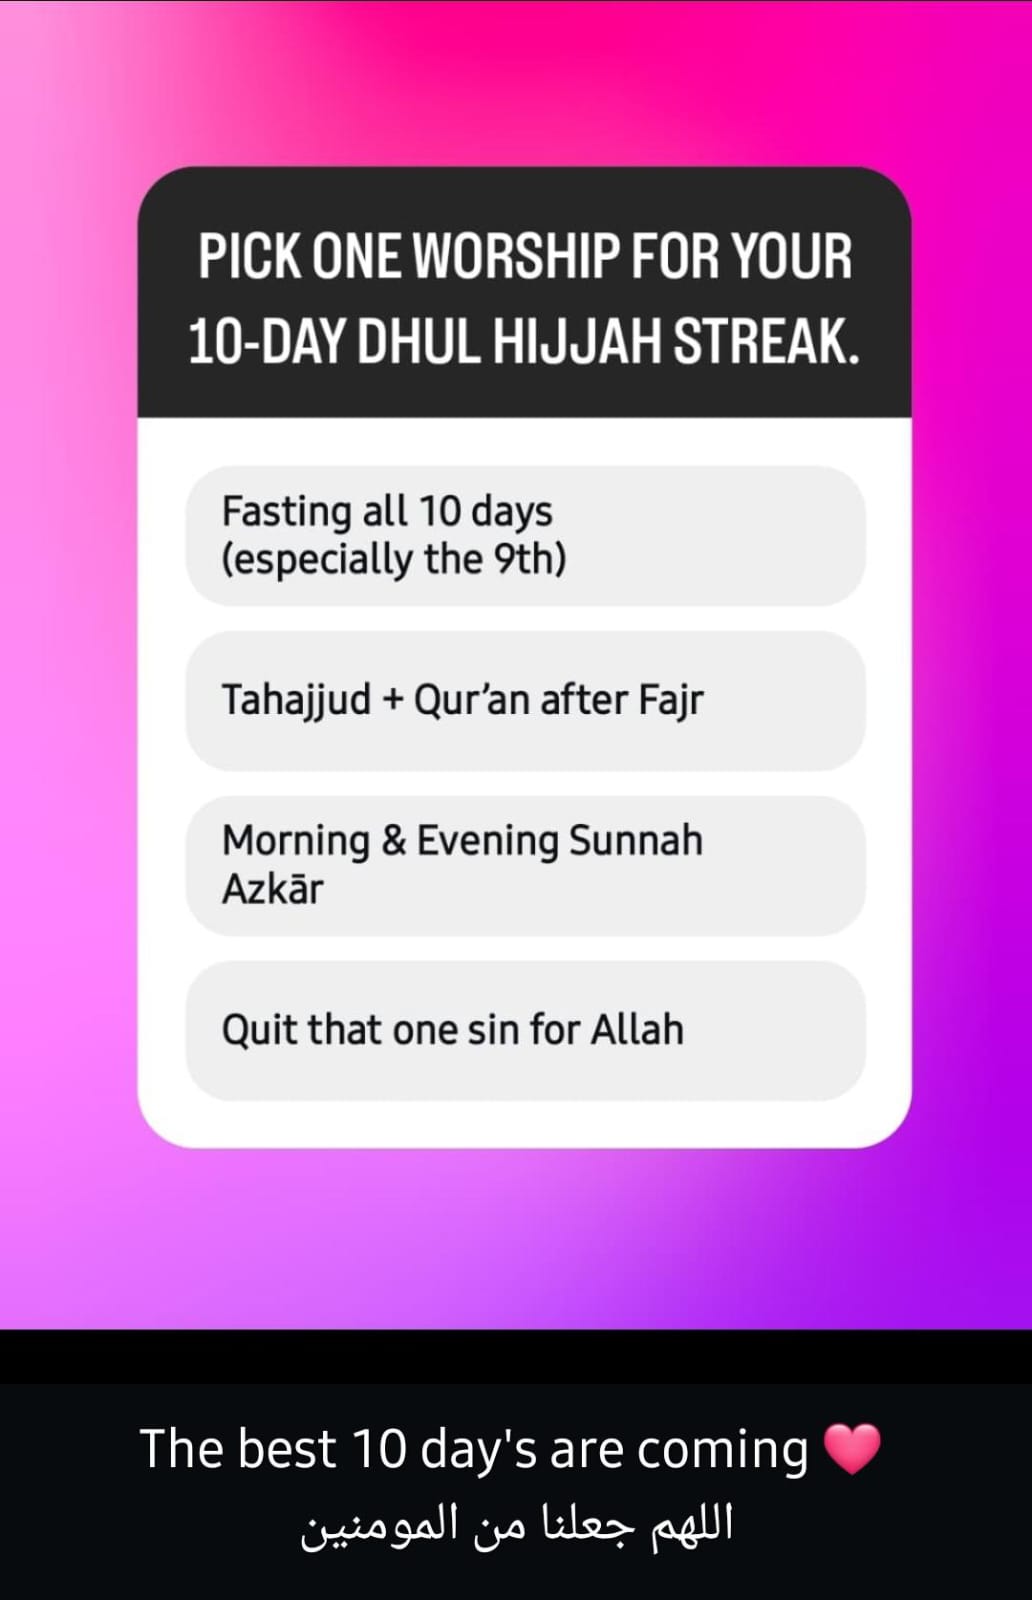 PICK ONE WORSHIP FOR YOUR
10-DAY DHUL HIJJAH STREAK.
Fasting all 10 days
(especially the 9th)
Tahajjud + Qur’an after Fajr
Morning & Evening Sunnah
Azkār
Quit that one sin for Allah
The best 10 day's are coming 💗
اللهم جعلنا من المومنين